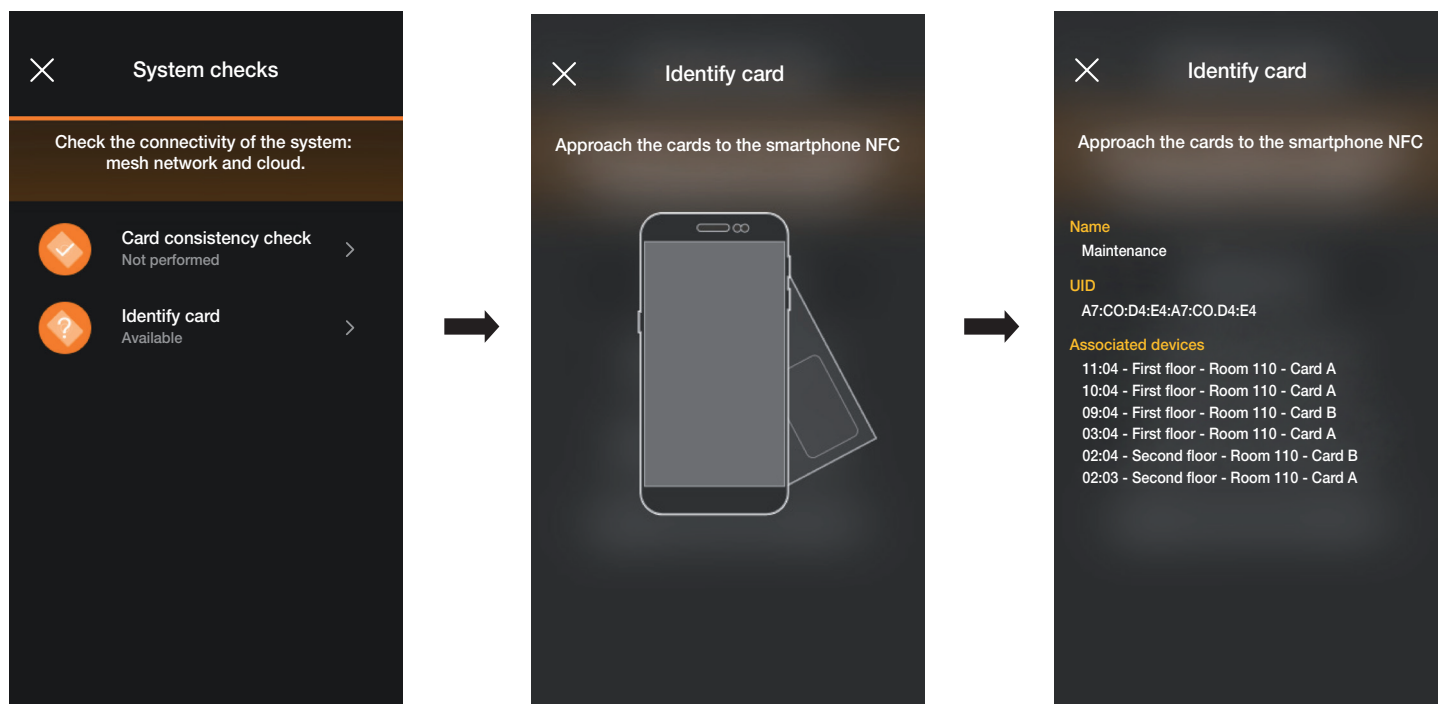 System checks
Check the connectivity of the system:
mesh network and cloud.
Card consistency check
Not performed
Identify card
Available
Identify card
Approach the cards to the smartphone NFC
Identify card
Approach the cards to the smartphone NFC
Name
Maintenance
UID
A7:CO:D4:E4:A7:CO.D4:E4
Associated devices
11:04 - First floor - Room 110 - Card A
10:04 - First floor - Room 110 - Card A
09:04 - First floor - Room 110 - Card B
03:04 - First floor - Room 110 - Card A
02:04 - Second floor - Room 110 - Card B
02:03 - Second floor - Room 110 - Card A